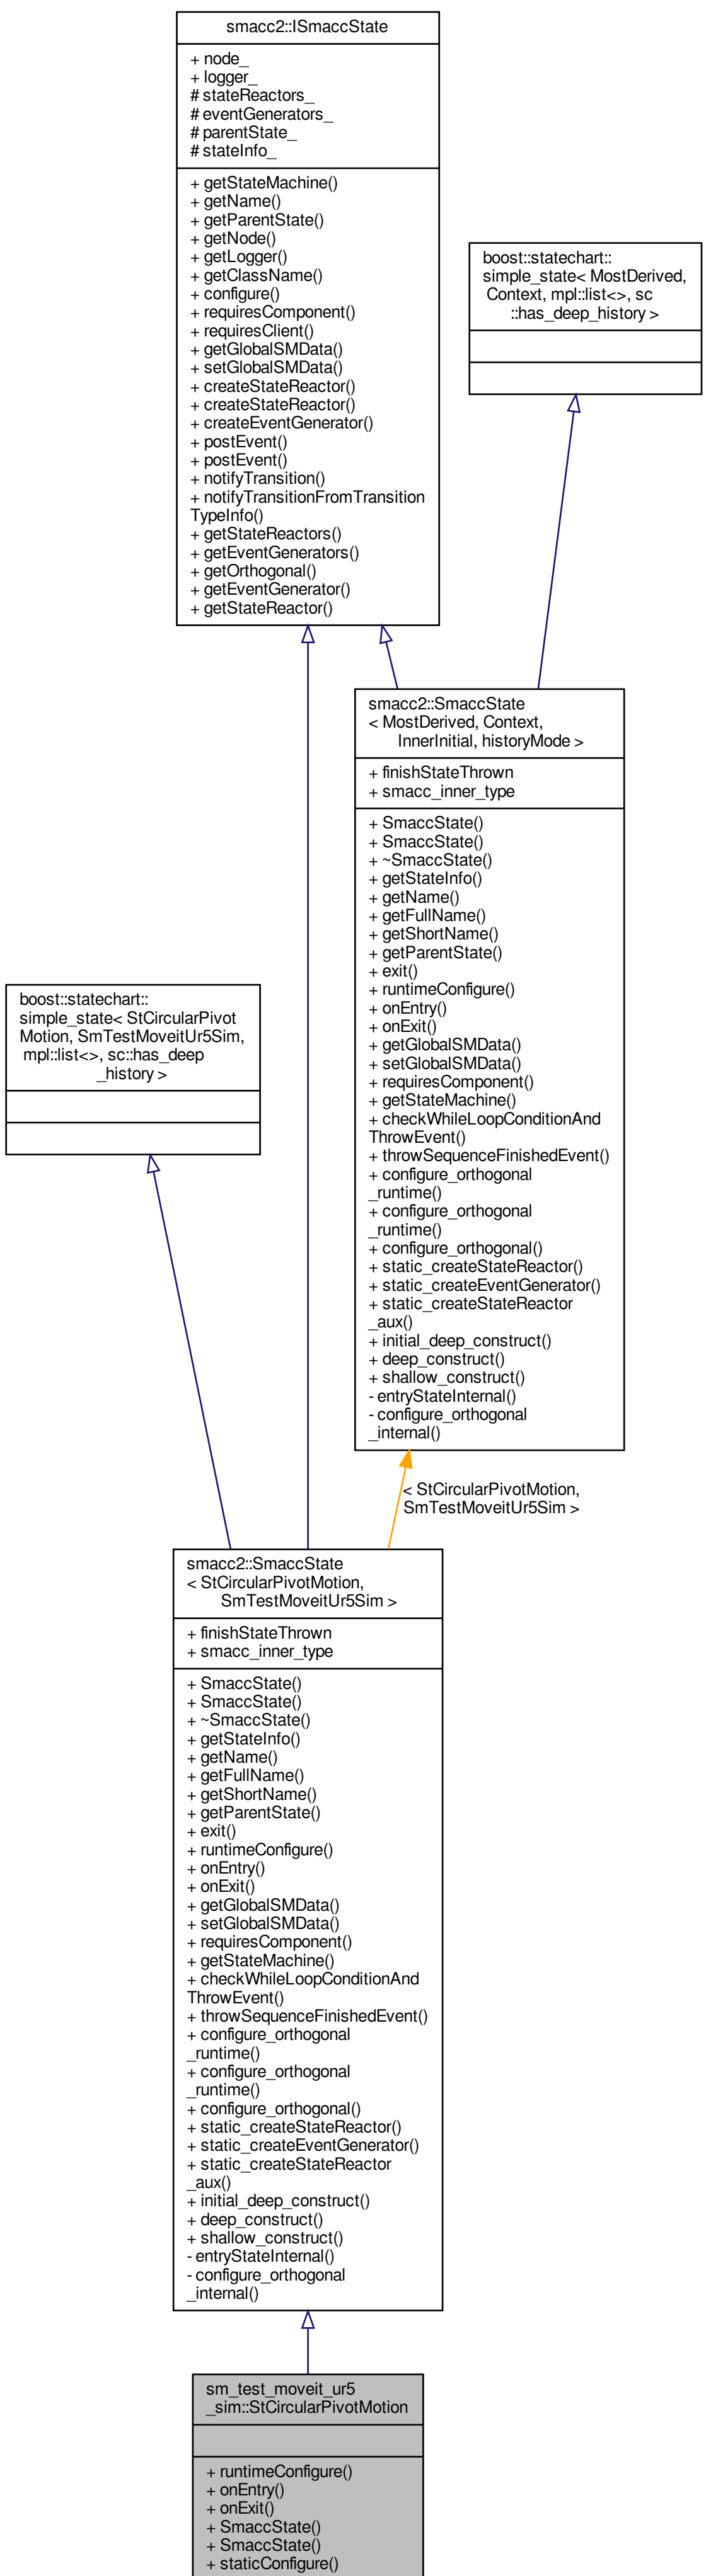 smacc2::ISmaccState
+ node_
+ logger_
# stateReactors_
# eventGenerators_
# parentState_
# stateInfo_
+ getStateMachine()
+ getName()
+ getParentState()
+ getNode()
+ getLogger()
+ getClassName()
+ configure()
+ requiresComponent()
+ requiresClient()
+ getGlobalSMData()
+ setGlobalSMData()
+ createStateReactor()
+ createStateReactor()
+ createEventGenerator()
+ postEvent()
+ postEvent()
+ notifyTransition()
+ notifyTransitionFromTransition
TypeInfo()
+ getStateReactors()
+ getEventGenerators()
+ getOrthogonal()
+ getEventGenerator()
+ getStateReactor()
boost::statechart::
simple_state< MostDerived,
Context, mpl::list<>, sc
::has_deep_history >
smacc2::SmaccState
< MostDerived, Context,
InnerInitial, historyMode >
+ finishStateThrown
+ smacc_inner_type
+ SmaccState()
+ SmaccState()
+ ~SmaccState()
+ getStateInfo()
+ getName()
+ getFullName()
+ getShortName()
+ getParentState()
+ exit()
+ runtimeConfigure()
+ onEntry()
+ onExit()
+ getGlobalSMData()
+ setGlobalSMData()
+ requiresComponent()
+ getStateMachine()
+ checkWhileLoopConditionAnd
ThrowEvent()
+ throwSequenceFinishedEvent()
+ configure_orthogonal
_runtime()
+ configure_orthogonal
_runtime()
+ configure_orthogonal()
+ static_createStateReactor()
+ static_createEventGenerator()
+ static_createStateReactor
_aux()
+ initial_deep_construct()
+ deep_construct()
+ shallow_construct()
- entryStateInternal()
- configure_orthogonal
_internal()
boost::statechart::
simple_state< StCircularPivot
Motion, SmTestMoveitUr5Sim,
mpl::list<>, sc::has_deep
_history >
< StCircularPivotMotion,
SmTestMoveitUr5Sim >
smacc2::SmaccState
< StCircularPivotMotion,
SmTestMoveitUr5Sim >
+ finishStateThrown
+ smacc_inner_type
+ SmaccState()
+ SmaccState()
+ ~SmaccState()
+ getStateInfo()
+ getName()
+ getFullName()
+ getShortName()
+ getParentState()
+ exit()
+ runtimeConfigure()
+ onEntry()
+ onExit()
+ getGlobalSMData()
+ setGlobalSMData()
+ requiresComponent()
+ getStateMachine()
+ checkWhileLoopConditionAnd
ThrowEvent()
+ throwSequenceFinishedEvent()
+ configure_orthogonal
_runtime()
+ configure_orthogonal
_runtime()
+ configure_orthogonal()
+ static_createStateReactor()
+ static_createEventGenerator()
+ static_createStateReactor
_aux()
+ initial_deep_construct()
+ deep_construct()
+ shallow_construct()
- entryStateInternal()
- configure_orthogonal
_internal()
sm_test_moveit_ur5
_sim::StCircularPivotMotion
+ runtimeConfigure()
+ onEntry()
+ onExit()
+ SmaccState()
+ SmaccState()
+ staticConfigure()